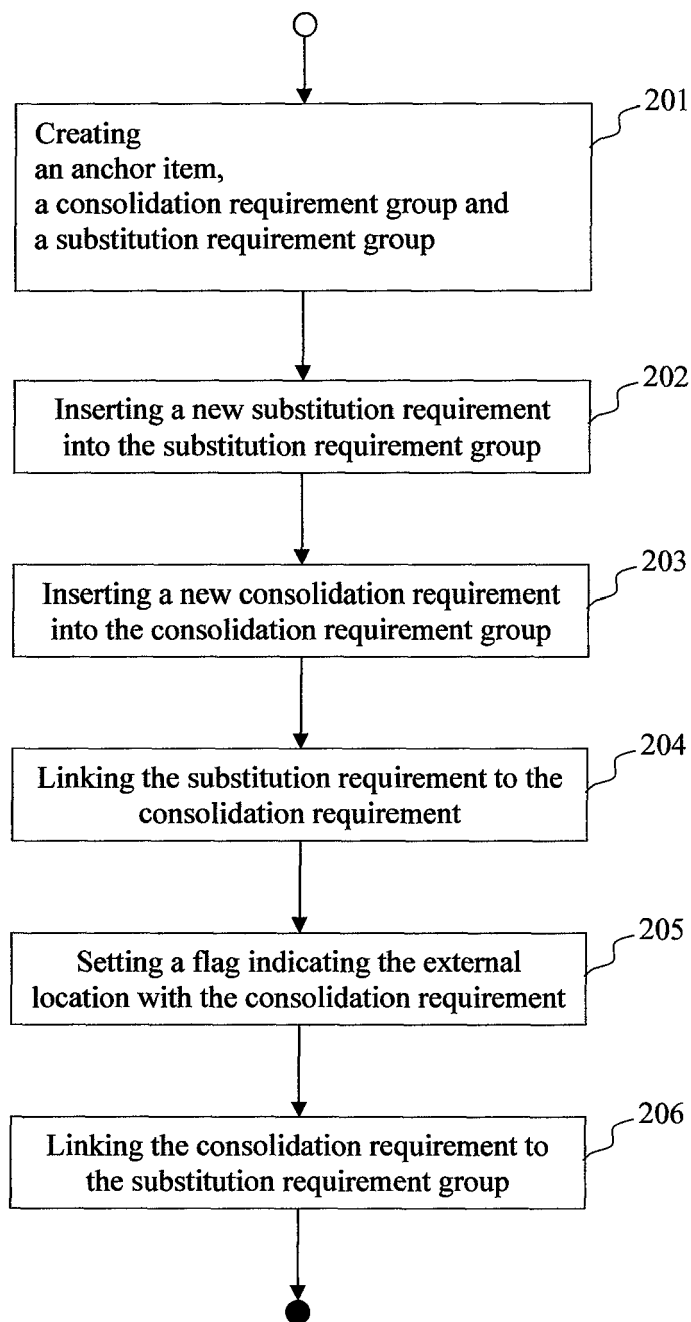 201
Creating
an anchor item,
a consolidation requirement group and
a substitution requirement group
202
Inserting a new substitution requirement
into the substitution requirement group
203
Inserting a new consolidation requirement
into the consolidation requirement group
204
Linking the substitution requirement to the
consolidation requirement
205
Setting a flag indicating the external
location with the consolidation requirement
206
Linking the consolidation requirement to
the substitution requirement group